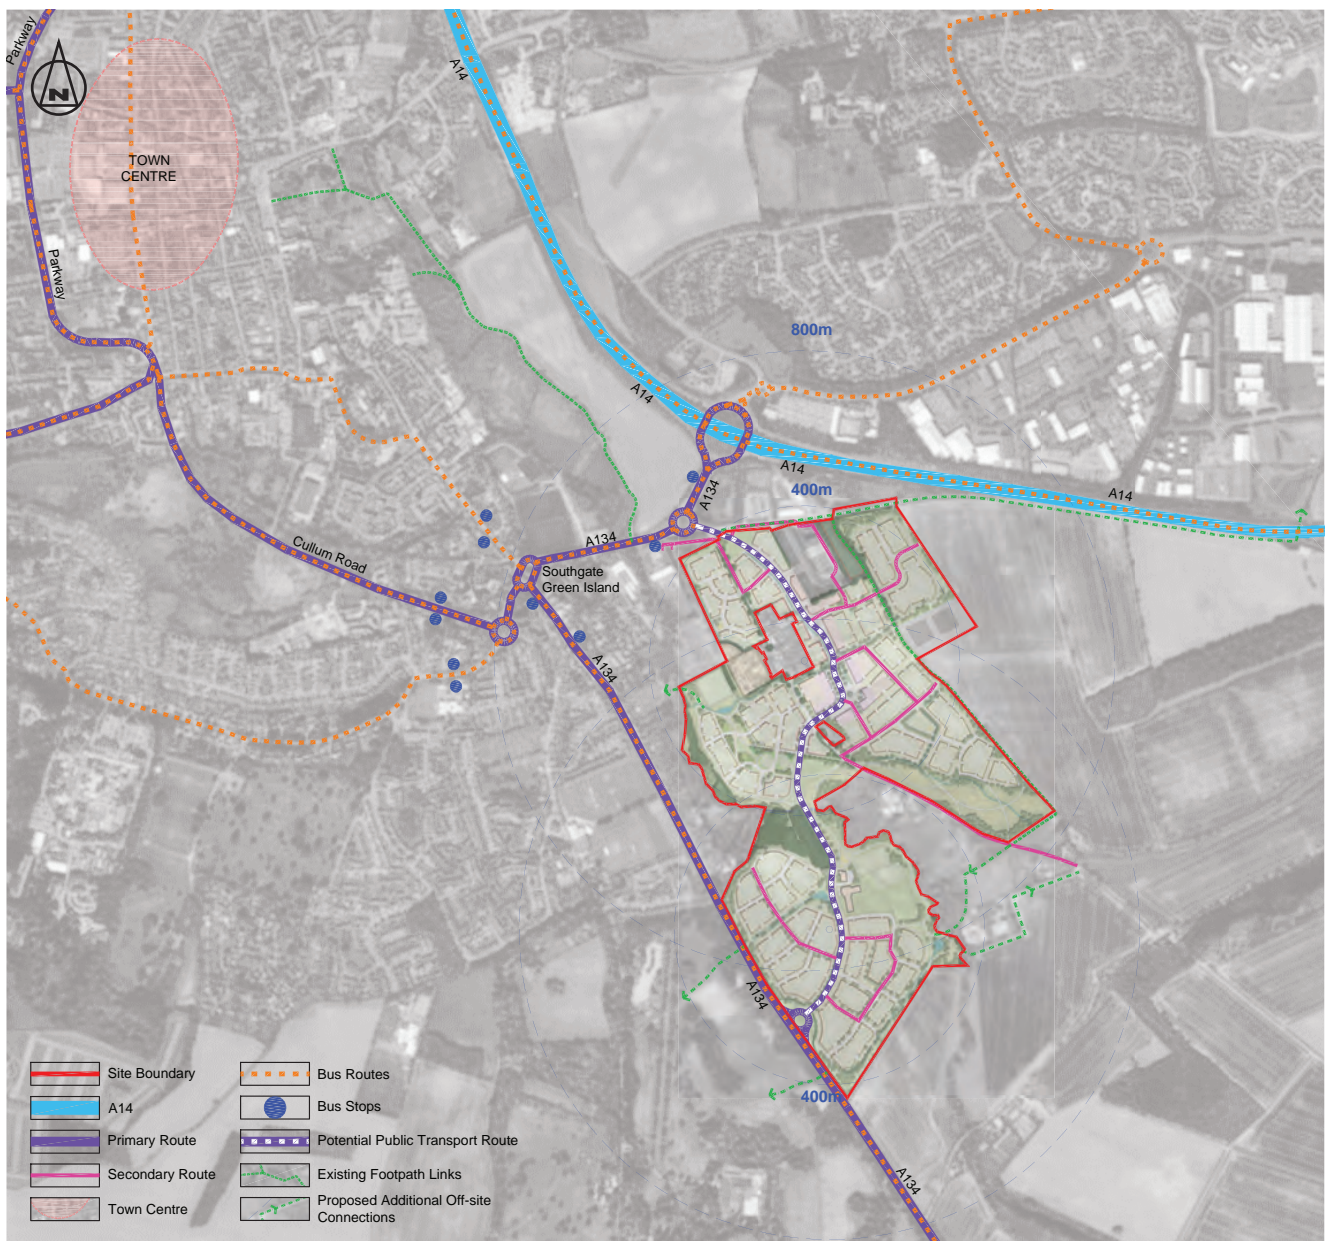 Parkway
N
TOWN
CENTRE
Parkway
A14
800m
A14
A14
400m
A14
A134
A134
Cullum Road
Southgate
Green Island
A134
A134
400m
A134
Site Boundary
A14
Primary Route
Secondary Route
Town Centre
Bus Routes
Bus Stops
Potential Public Transport Route
Existing Footpath Links
Proposed Additional Off-site
Connections